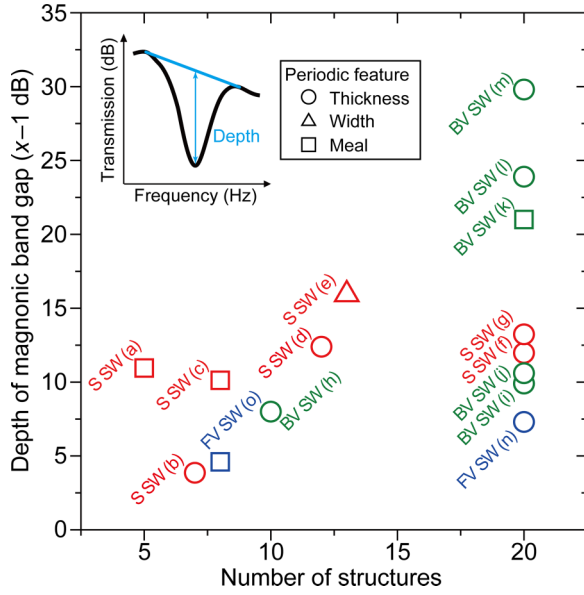 Depth of magnonic band gap (x–1 dB)
35
30
25
20
15
10
5
0
Transmission (dB)
Depth
Frequency (Hz)
Periodic feature
Thickness
Width
Meal
BV SW (m)
BV SW (l)
BV SW (k)
S SW (e)
S SW (g)
S SW (d)
S SW (f)
S SW (a)
S SW (c)
BV SW (j)
BV SW (i)
FV SW (o)
BV SW (h)
FV SW (n)
S SW (b)
5
10
15
20
Number of structures